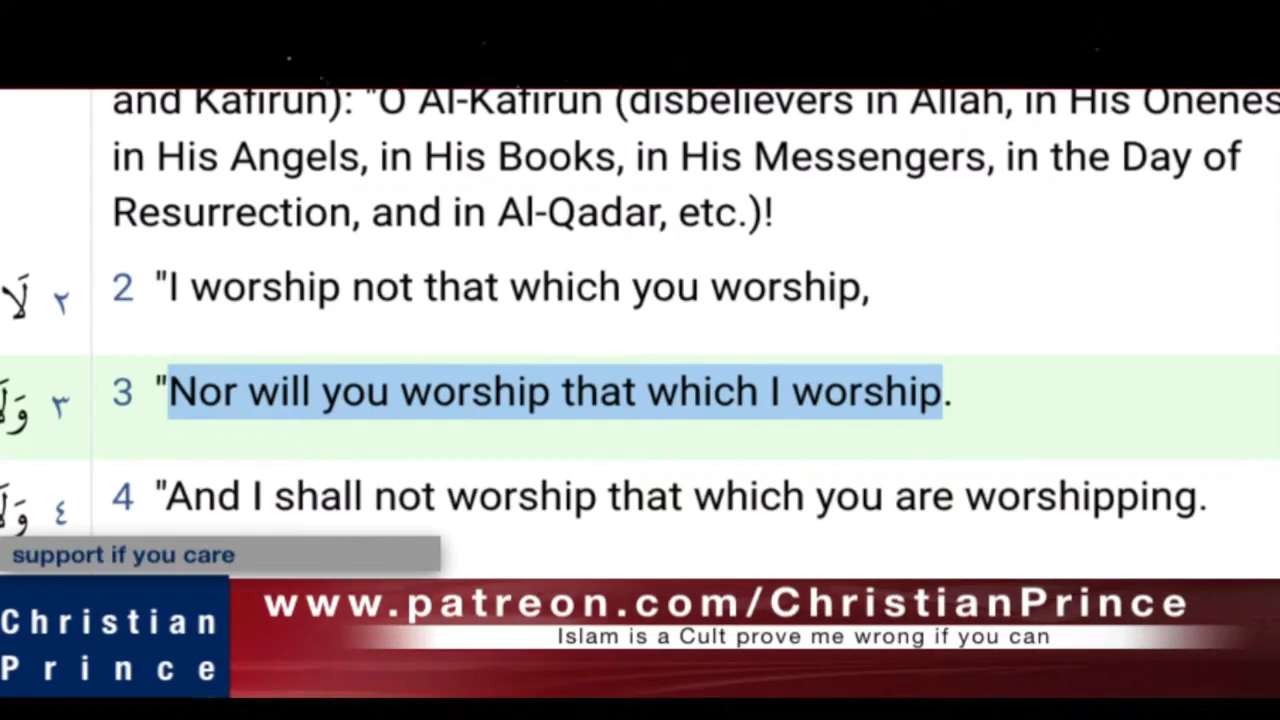 and Kafirun): "O Al-Kafirun (disbelievers in Allah, in His Onenes
in His Angels, in His Books, in His Messengers, in the Day of
Resurrection, and in Al-Qadar, etc.)!
لَا ٢ 2 "I worship not that which you worship,
٣ 3 "Nor will you worship that which I worship.
٤ 4 "And I shall not worship that which you are worshipping.
support if you care
Christian
Prince
www.patreon.com/ChristianPrince
Islam is a Cult prove me wrong if you can